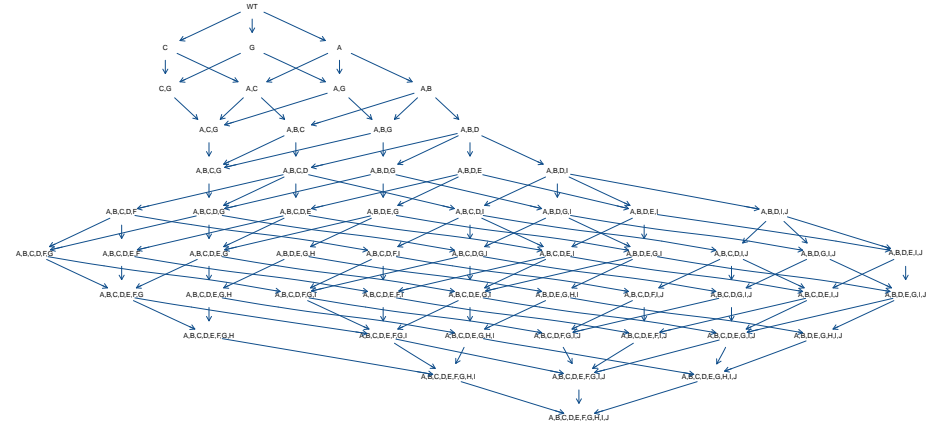 WT
C G A
C,G A,C A,G A,B
A,C,G A,B,C A,B,G A,B,D
A,B,C,G A,B,C,D A,B,D,G A,B,D,E A,B,D,I
A,B,C,D,F A,B,C,D,G A,B,C,D,E A,B,D,E,G A,B,C,D,I A,B,D,G,I A,B,D,E,I A,B,D,I,J
A,B,C,D,F,G A,B,C,D,E,F A,B,C,D,E,G A,B,D,E,G,H A,B,C,D,F,I A,B,C,D,G,I A,B,C,D,E,I A,B,D,E,G,I A,B,C,D,I,J A,B,D,G,I,J A,B,D,E,I,J
A,B,C,D,E,F,G A,B,C,D,E,G,H A,B,C,D,F,G,I A,B,C,D,E,F,I A,B,C,D,E,G,I A,B,D,E,G,H,I A,B,C,D,F,I,J A,B,C,D,G,I,J A,B,C,D,E,I,J A,B,D,E,G,I,J
A,B,C,D,E,F,G,H A,B,C,D,E,F,G,I A,B,C,D,E,G,H,I A,B,C,D,F,G,I,J A,B,C,D,E,F,I,J A,B,C,D,E,G,I,J A,B,D,E,G,H,I,J
A,B,C,D,E,F,G,H,I A,B,C,D,E,F,G,I,J A,B,C,D,E,G,H,I,J
A,B,C,D,E,F,G,H,I,J